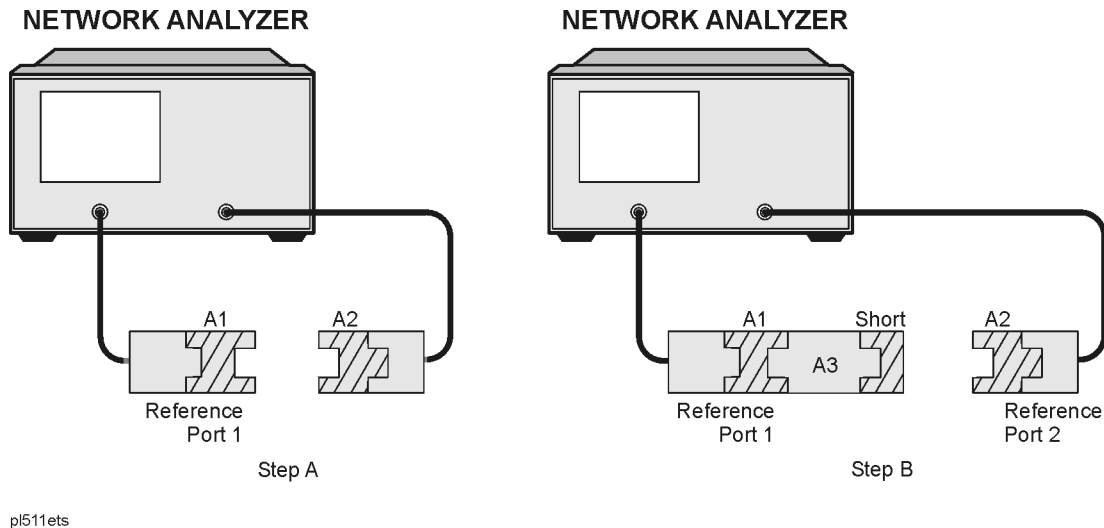 NETWORK ANALYZER
A1
A2
Reference
Port 1
Step A
NETWORK ANALYZER
A1
Short
A2
A3
Reference
Port 1
Reference
Port 2
Step B
pl511ets